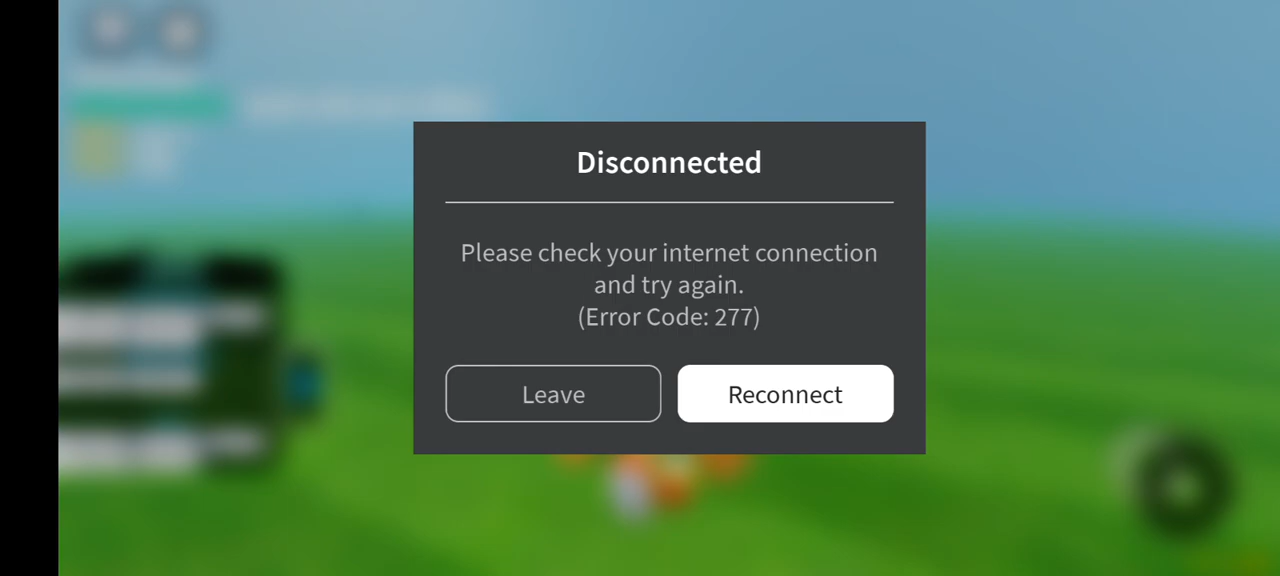 Disconnected
Please check your internet connection
and try again.
(Error Code: 277)
Leave
Reconnect